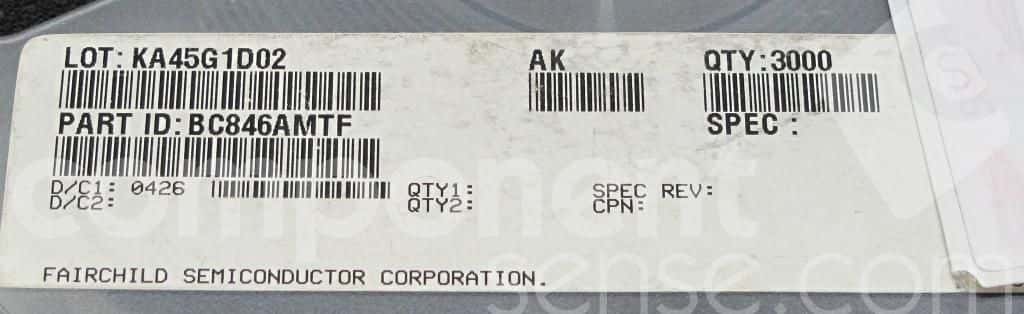 LOT: KA45G1D02 AK QTY:3000
PART ID: BC846AMTF SPEC :
D/C1: 0426 QTY1: SPEC REV:
D/C2: QTY2: CPN:
FAIRCHILD SEMICONDUCTOR CORPORATION.
component
sense.com